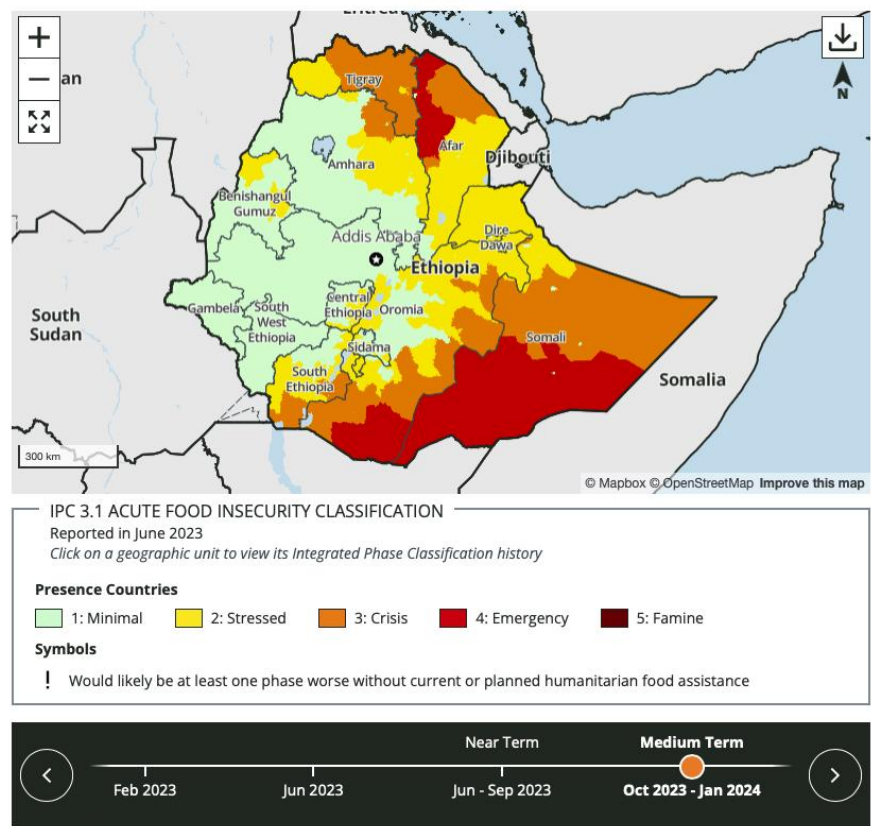 Eritrea
+
−
an
Tigray
N
Afar
Djibouti
Amhara
Benishangul
Gumuz
Addis Ababa
Dire
Dawa
Ethiopia
Gambela
South
West
Ethiopia
Central
Ethiopia
Oromia
South
Sudan
Sidama
Somali
South
Ethiopia
Somalia
300 km
© Mapbox © OpenStreetMap Improve this map
IPC 3.1 ACUTE FOOD INSECURITY CLASSIFICATION
Reported in June 2023
Click on a geographic unit to view its Integrated Phase Classification history
Presence Countries
1: Minimal 2: Stressed 3: Crisis 4: Emergency 5: Famine
Symbols
! Would likely be at least one phase worse without current or planned humanitarian food assistance
Near Term Medium Term
Feb 2023 Jun 2023 Jun - Sep 2023 Oct 2023 - Jan 2024